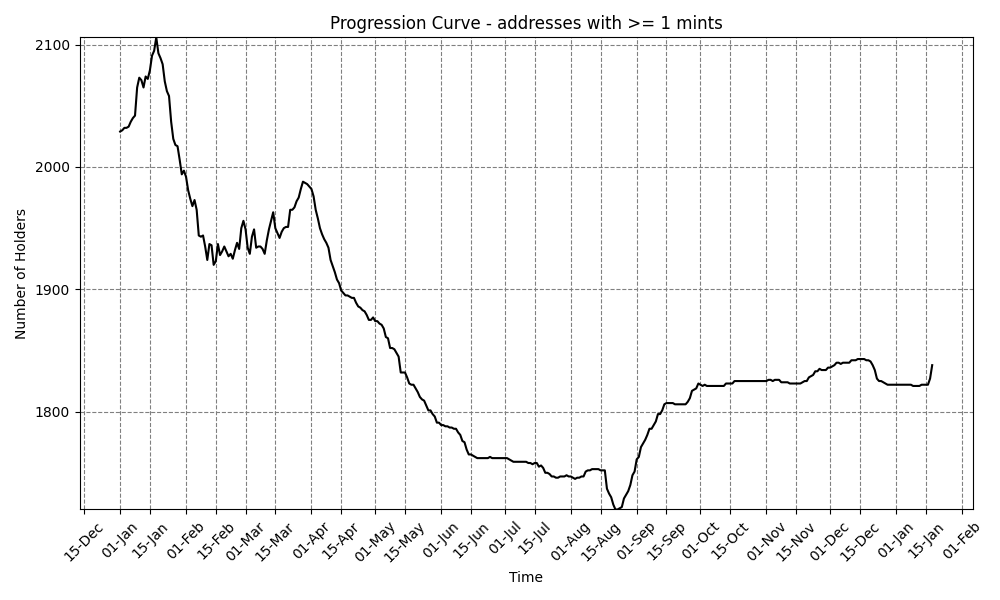 Progression Curve - addresses with >= 1 mints
Number of Holders
2100
2000
1900
1800
15-Dec
01-Jan
15-Jan
01-Feb
15-Feb
01-Mar
15-Mar
01-Apr
15-Apr
01-May
15-May
01-Jun
15-Jun
01-Jul
15-Jul
01-Aug
15-Aug
01-Sep
15-Sep
01-Oct
15-Oct
01-Nov
15-Nov
01-Dec
15-Dec
01-Jan
15-Jan
01-Feb
Time